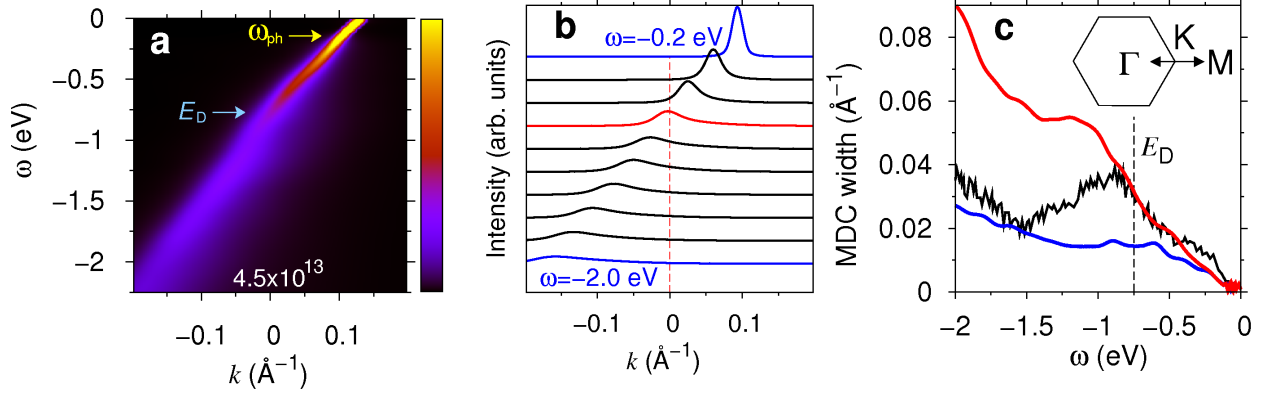 a
ω_ph
E_D
4.5x10^13
0
−0.5
−1
−1.5
−2
ω (eV)
−0.1 0 0.1
k (Å^−1)
b
ω=−0.2 eV
ω=−2.0 eV
Intensity (arb. units)
−0.1 0 0.1
k (Å^−1)
c
K
Γ M
E_D
0.08
0.06
0.04
0.02
0
MDC width (Å^−1)
−2 −1.5 −1 −0.5 0
ω (eV)